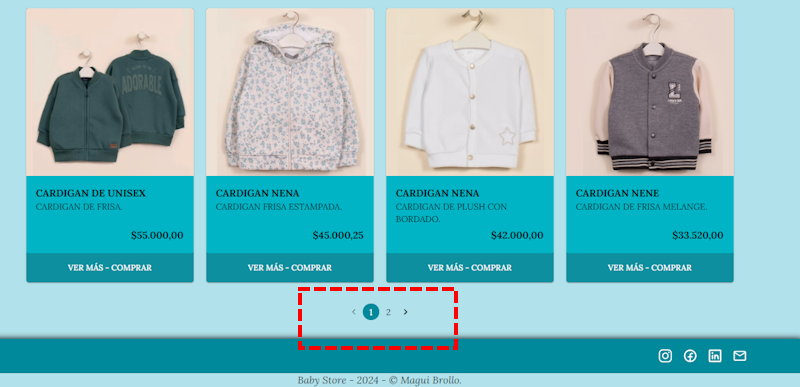 ADORABLE
CARDIGAN DE UNISEX
CARDIGAN DE FRISA.
$55.000,00
VER MÁS - COMPRAR
CARDIGAN NENA
CARDIGAN FRISA ESTAMPADA.
$45.000,25
VER MÁS - COMPRAR
CARDIGAN NENA
CARDIGAN DE PLUSH CON
BORDADO.
$42.000,00
VER MÁS - COMPRAR
CARDIGAN NENE
CARDIGAN DE FRISA MELANGE.
$33.520,00
VER MÁS - COMPRAR
< 1 2 >
Baby Store - 2024 - © Magui Brollo.